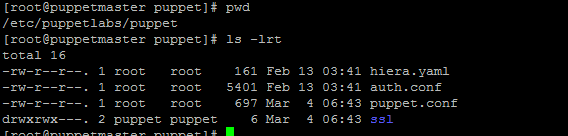 [root@puppetmaster puppet]# pwd
/etc/puppetlabs/puppet
[root@puppetmaster puppet]# ls -lrt
total 16
-rw-r--r--. 1 root   root    161 Feb 13 03:41 hiera.yaml
-rw-r--r--. 1 root   root   5401 Feb 13 03:41 auth.conf
-rw-r--r--. 1 root   root    697 Mar  4 06:43 puppet.conf
drwxrwx---. 2 puppet puppet    6 Mar  4 06:43 ssl
[root@puppetmaster puppet]#